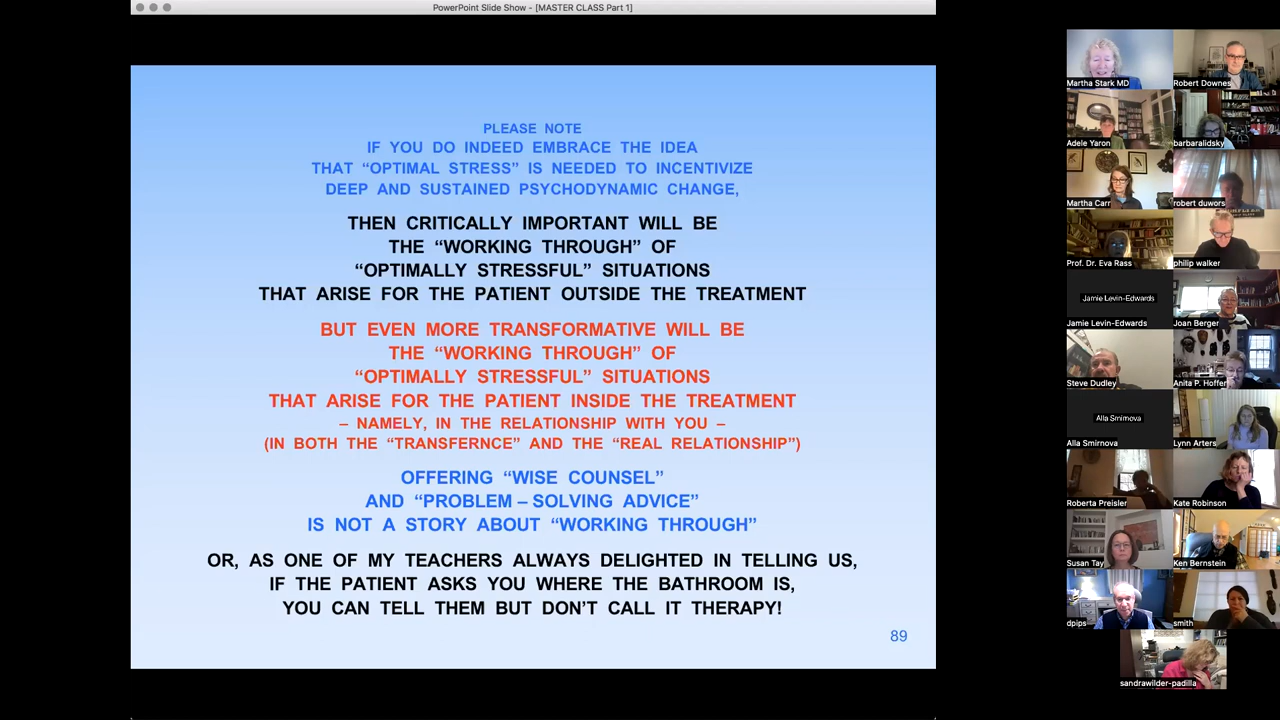 PowerPoint Slide Show - [MASTER CLASS Part 1]
PLEASE NOTE
IF YOU DO INDEED EMBRACE THE IDEA
THAT “OPTIMAL STRESS” IS NEEDED TO INCENTIVIZE
DEEP AND SUSTAINED PSYCHODYNAMIC CHANGE,
THEN CRITICALLY IMPORTANT WILL BE
THE “WORKING THROUGH” OF
“OPTIMALLY STRESSFUL” SITUATIONS
THAT ARISE FOR THE PATIENT OUTSIDE THE TREATMENT
BUT EVEN MORE TRANSFORMATIVE WILL BE
THE “WORKING THROUGH” OF
“OPTIMALLY STRESSFUL” SITUATIONS
THAT ARISE FOR THE PATIENT INSIDE THE TREATMENT
– NAMELY, IN THE RELATIONSHIP WITH YOU –
(IN BOTH THE “TRANSFERNCE” AND THE “REAL RELATIONSHIP”)
OFFERING “WISE COUNSEL”
AND “PROBLEM – SOLVING ADVICE”
IS NOT A STORY ABOUT “WORKING THROUGH”
OR, AS ONE OF MY TEACHERS ALWAYS DELIGHTED IN TELLING US,
IF THE PATIENT ASKS YOU WHERE THE BATHROOM IS,
YOU CAN TELL THEM BUT DON’T CALL IT THERAPY!
89
Martha Stark MD
Robert Downes
Adele Yaron
barbaralidsky
Martha Carr
robert duwors
Prof. Dr. Eva Rass
philip walker
Jamie Levin-Edwards
Jamie Levin-Edwards
Joan Berger
Steve Dudley
Anita P. Hoffer
Alla Smirnova
Alla Smirnova
Lynn Arters
Roberta Preisler
Kate Robinson
Susan Tay
Ken Bernstein
dpips
smith
sandrawilder-padilla